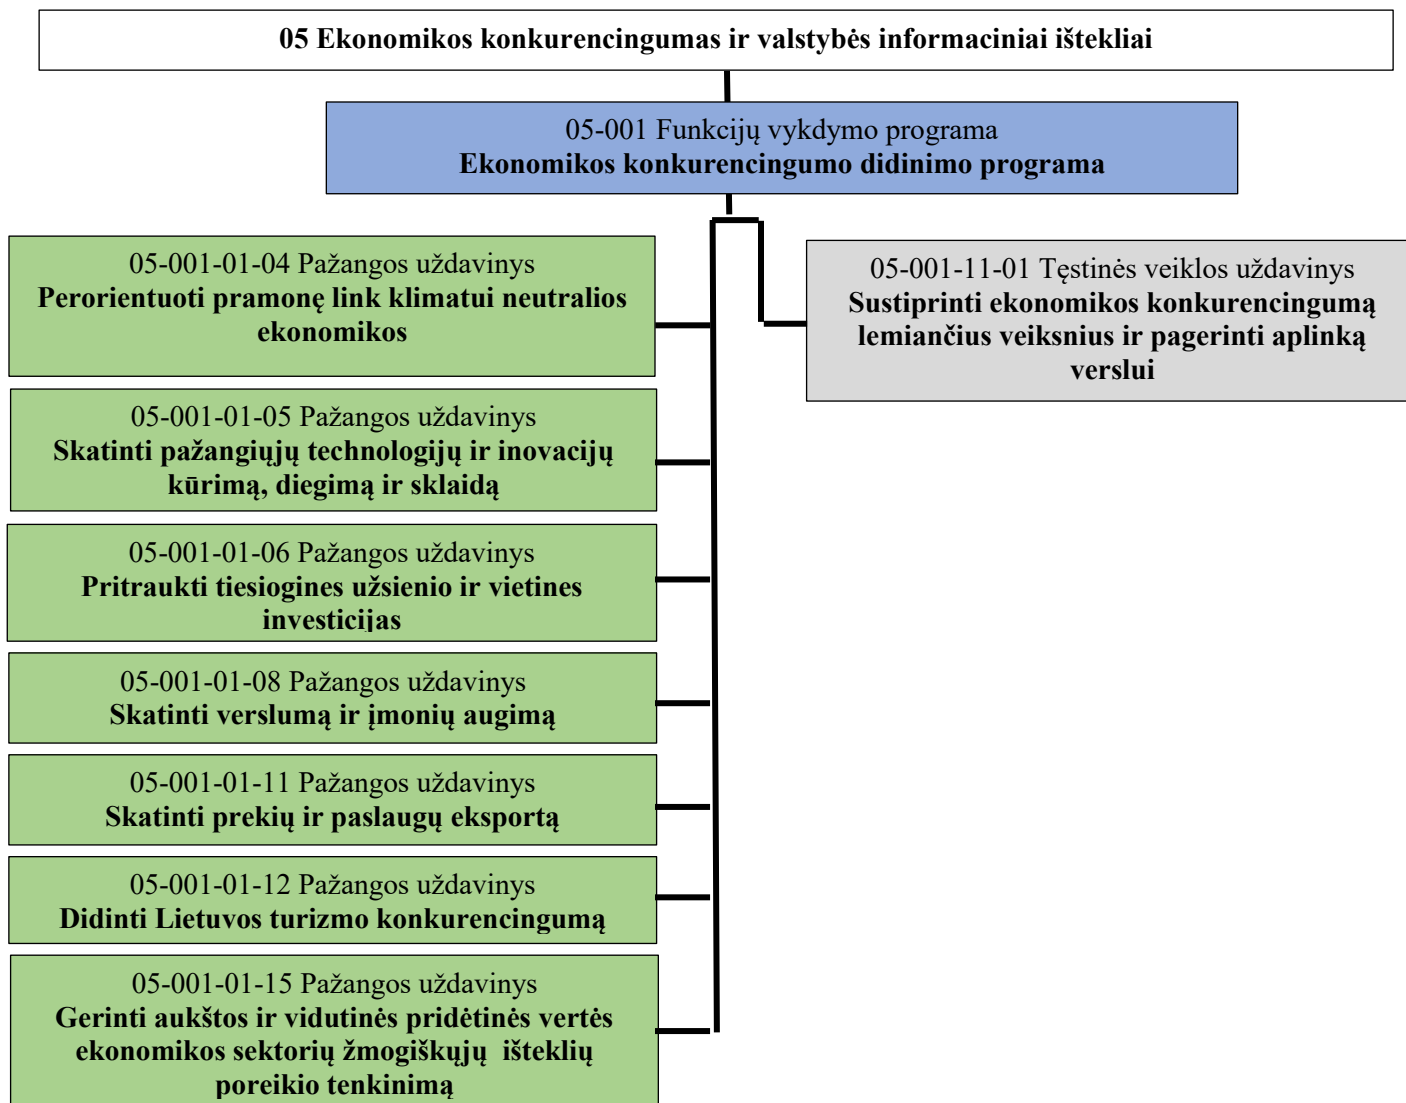 05 Ekonomikos konkurencingumas ir valstybės informaciniai ištekliai
05-001 Funkcijų vykdymo programa
Ekonomikos konkurencingumo didinimo programa
05-001-01-04 Pažangos uždavinys
Perorientuoti pramonę link klimatui neutralios
ekonomikos
05-001-11-01 Tęstinės veiklos uždavinys
Sustiprinti ekonomikos konkurencingumą
lemiančius veiksnius ir pagerinti aplinką
verslui
05-001-01-05 Pažangos uždavinys
Skatinti pažangiųjų technologijų ir inovacijų
kūrimą, diegimą ir sklaidą
05-001-01-06 Pažangos uždavinys
Pritraukti tiesiogines užsienio ir vietines
investicijas
05-001-01-08 Pažangos uždavinys
Skatinti verslumą ir įmonių augimą
05-001-01-11 Pažangos uždavinys
Skatinti prekių ir paslaugų eksportą
05-001-01-12 Pažangos uždavinys
Didinti Lietuvos turizmo konkurencingumą
05-001-01-15 Pažangos uždavinys
Gerinti aukštos ir vidutinės pridėtinės vertės
ekonomikos sektorių žmogiškųjų išteklių
poreikio tenkinimą